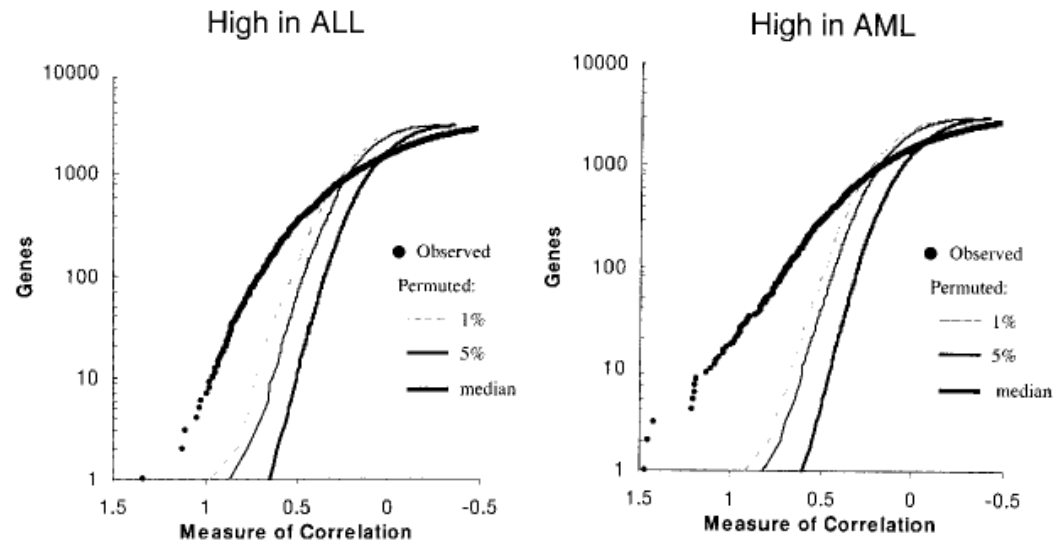 High in ALL
10000
1000
100
10
1
Genes
1.5 1 0.5 0 -0.5
Measure of Correlation
Observed
Permuted:
1%
5%
median
High in AML
10000
1000
100
10
1
Genes
1.5 1 0.5 0 -0.5
Measure of Correlation
Observed
Permuted:
1%
5%
median